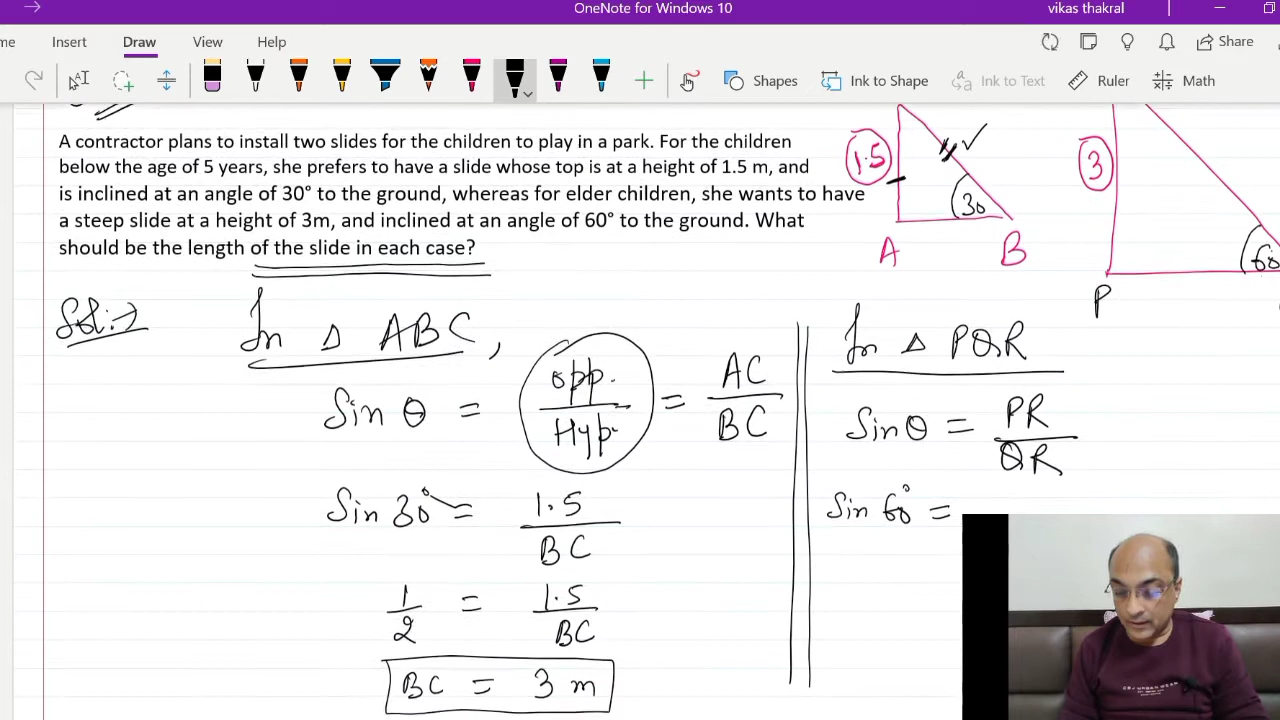 OneNote for Windows 10
vikas thakral
Insert Draw View Help
Share
Shapes Ink to Shape Ink to Text Ruler Math
A contractor plans to install two slides for the children to play in a park. For the children
below the age of 5 years, she prefers to have a slide whose top is at a height of 1.5 m, and
is inclined at an angle of 30° to the ground, whereas for elder children, she wants to have
a steep slide at a height of 3m, and inclined at an angle of 60° to the ground. What
should be the length of the slide in each case?
1.5
30
A B
3
60
P
Sol:→
In Δ ABC,
Sin θ = opp. / Hyp. = AC / BC
Sin 30° = 1.5 / BC
1/2 = 1.5 / BC
BC = 3 m
In Δ PQR
Sin θ = PR / QR
Sin 60° =